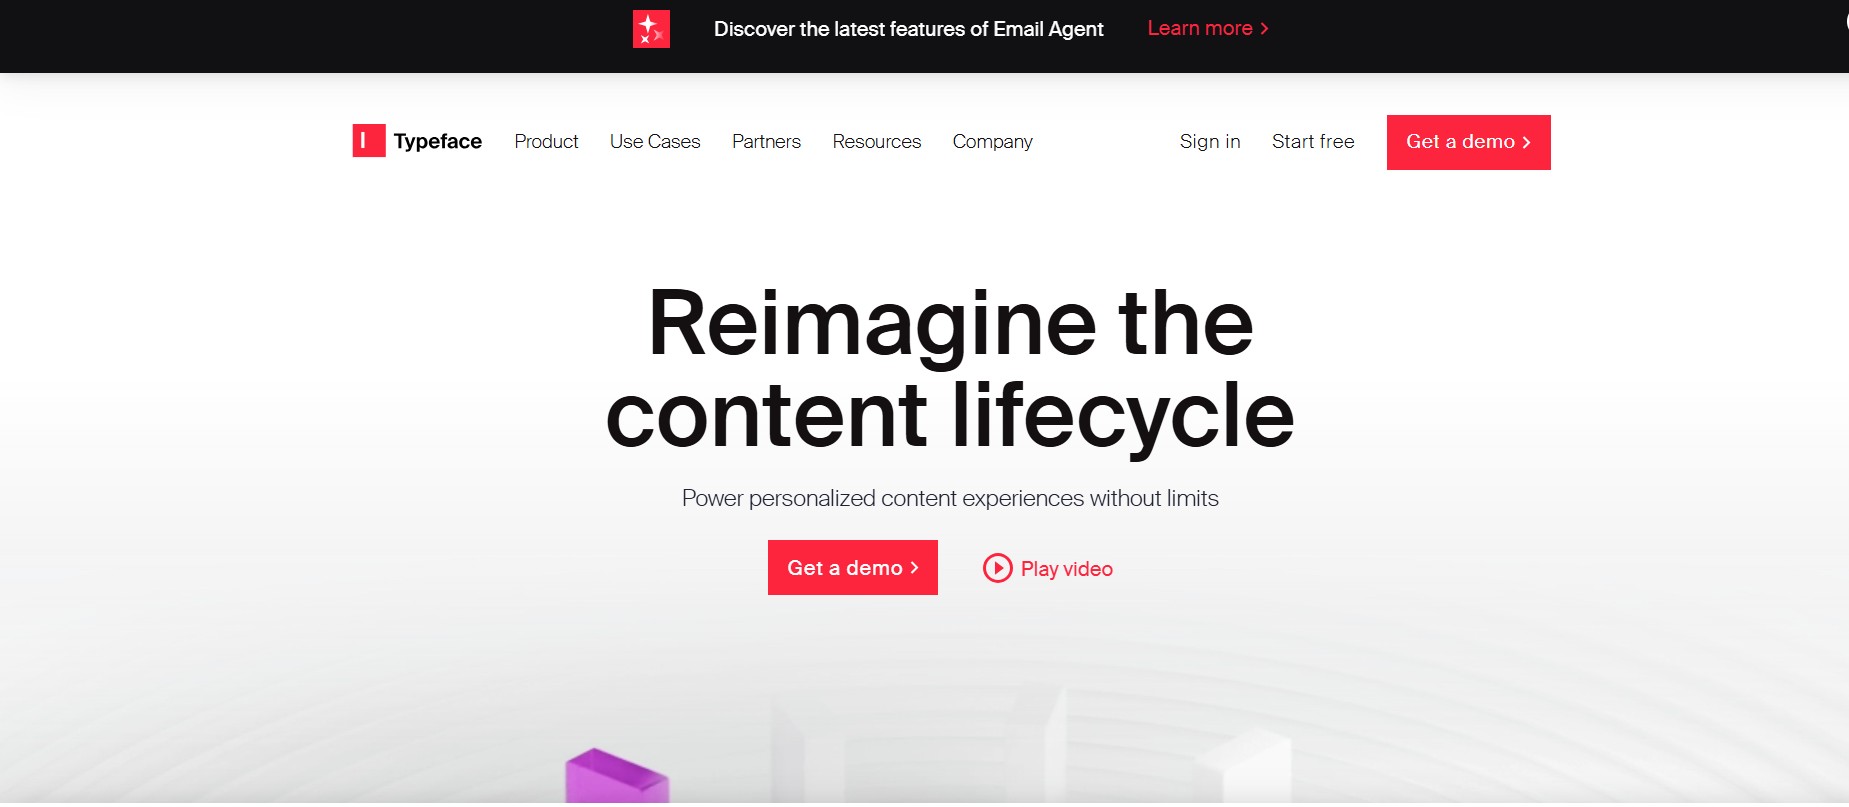 Discover the latest features of Email Agent Learn more
Typeface Product Use Cases Partners Resources Company Sign in Start free Get a demo
Reimagine the
content lifecycle
Power personalized content experiences without limits
Get a demo Play video